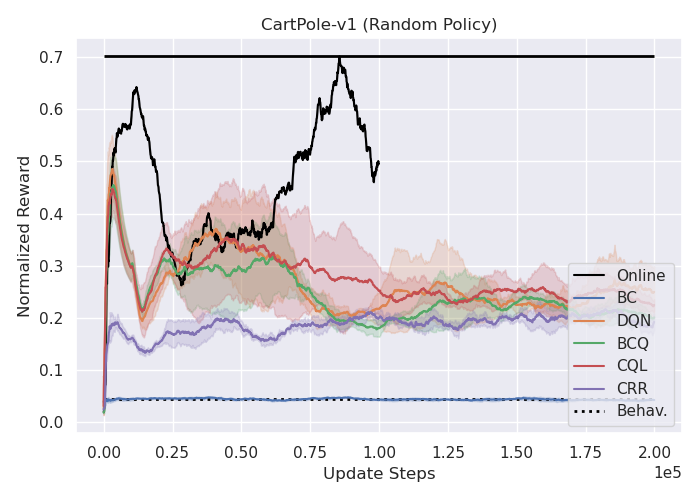 CartPole-v1 (Random Policy)
Normalized Reward
0.7
0.6
0.5
0.4
0.3
0.2
0.1
0.0
Online
BC
DQN
BCQ
CQL
CRR
Behav.
0.00 0.25 0.50 0.75 1.00 1.25 1.50 1.75 2.00
Update Steps
1e5